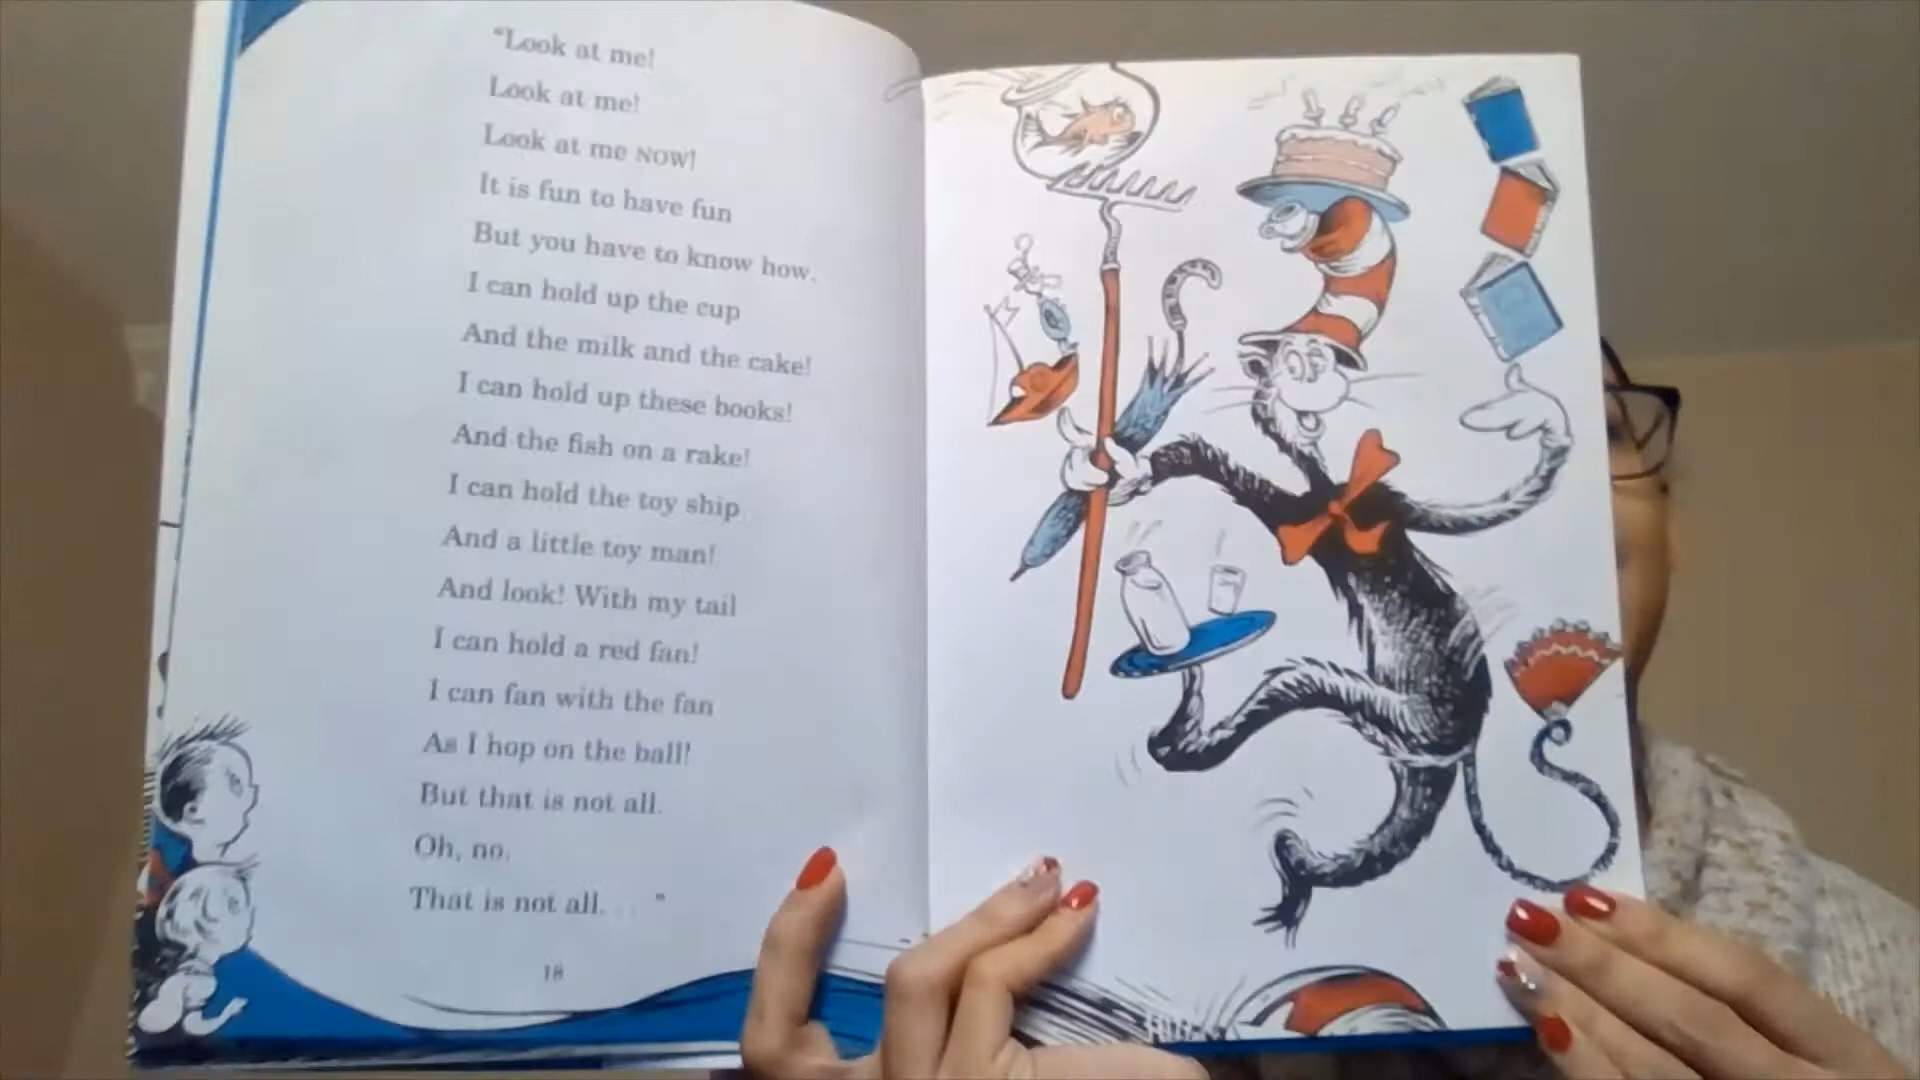 "Look at me!
Look at me!
Look at me NOW!
It is fun to have fun
But you have to know how.
I can hold up the cup
And the milk and the cake!
I can hold up these books!
And the fish on a rake!
I can hold the toy ship
And a little toy man!
And look! With my tail
I can hold a red fan!
I can fan with the fan
As I hop on the ball!
But that is not all.
Oh, no.
That is not all. . . "
18